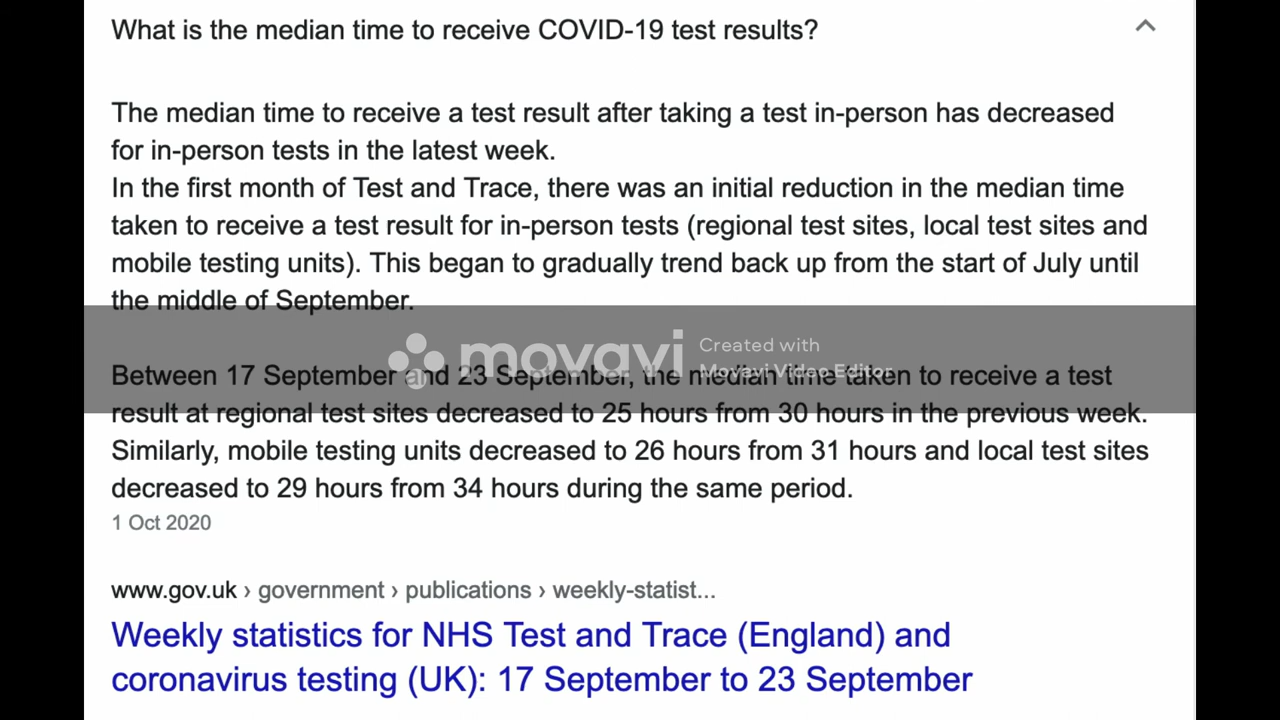 What is the median time to receive COVID-19 test results?
The median time to receive a test result after taking a test in-person has decreased
for in-person tests in the latest week.
In the first month of Test and Trace, there was an initial reduction in the median time
taken to receive a test result for in-person tests (regional test sites, local test sites and
mobile testing units). This began to gradually trend back up from the start of July until
the middle of September.
movavi
Created with
Movavi Video Editor
Between 17 September and 23 September, the median time taken to receive a test
result at regional test sites decreased to 25 hours from 30 hours in the previous week.
Similarly, mobile testing units decreased to 26 hours from 31 hours and local test sites
decreased to 29 hours from 34 hours during the same period.
1 Oct 2020
www.gov.uk › government › publications › weekly-statist...
Weekly statistics for NHS Test and Trace (England) and
coronavirus testing (UK): 17 September to 23 September